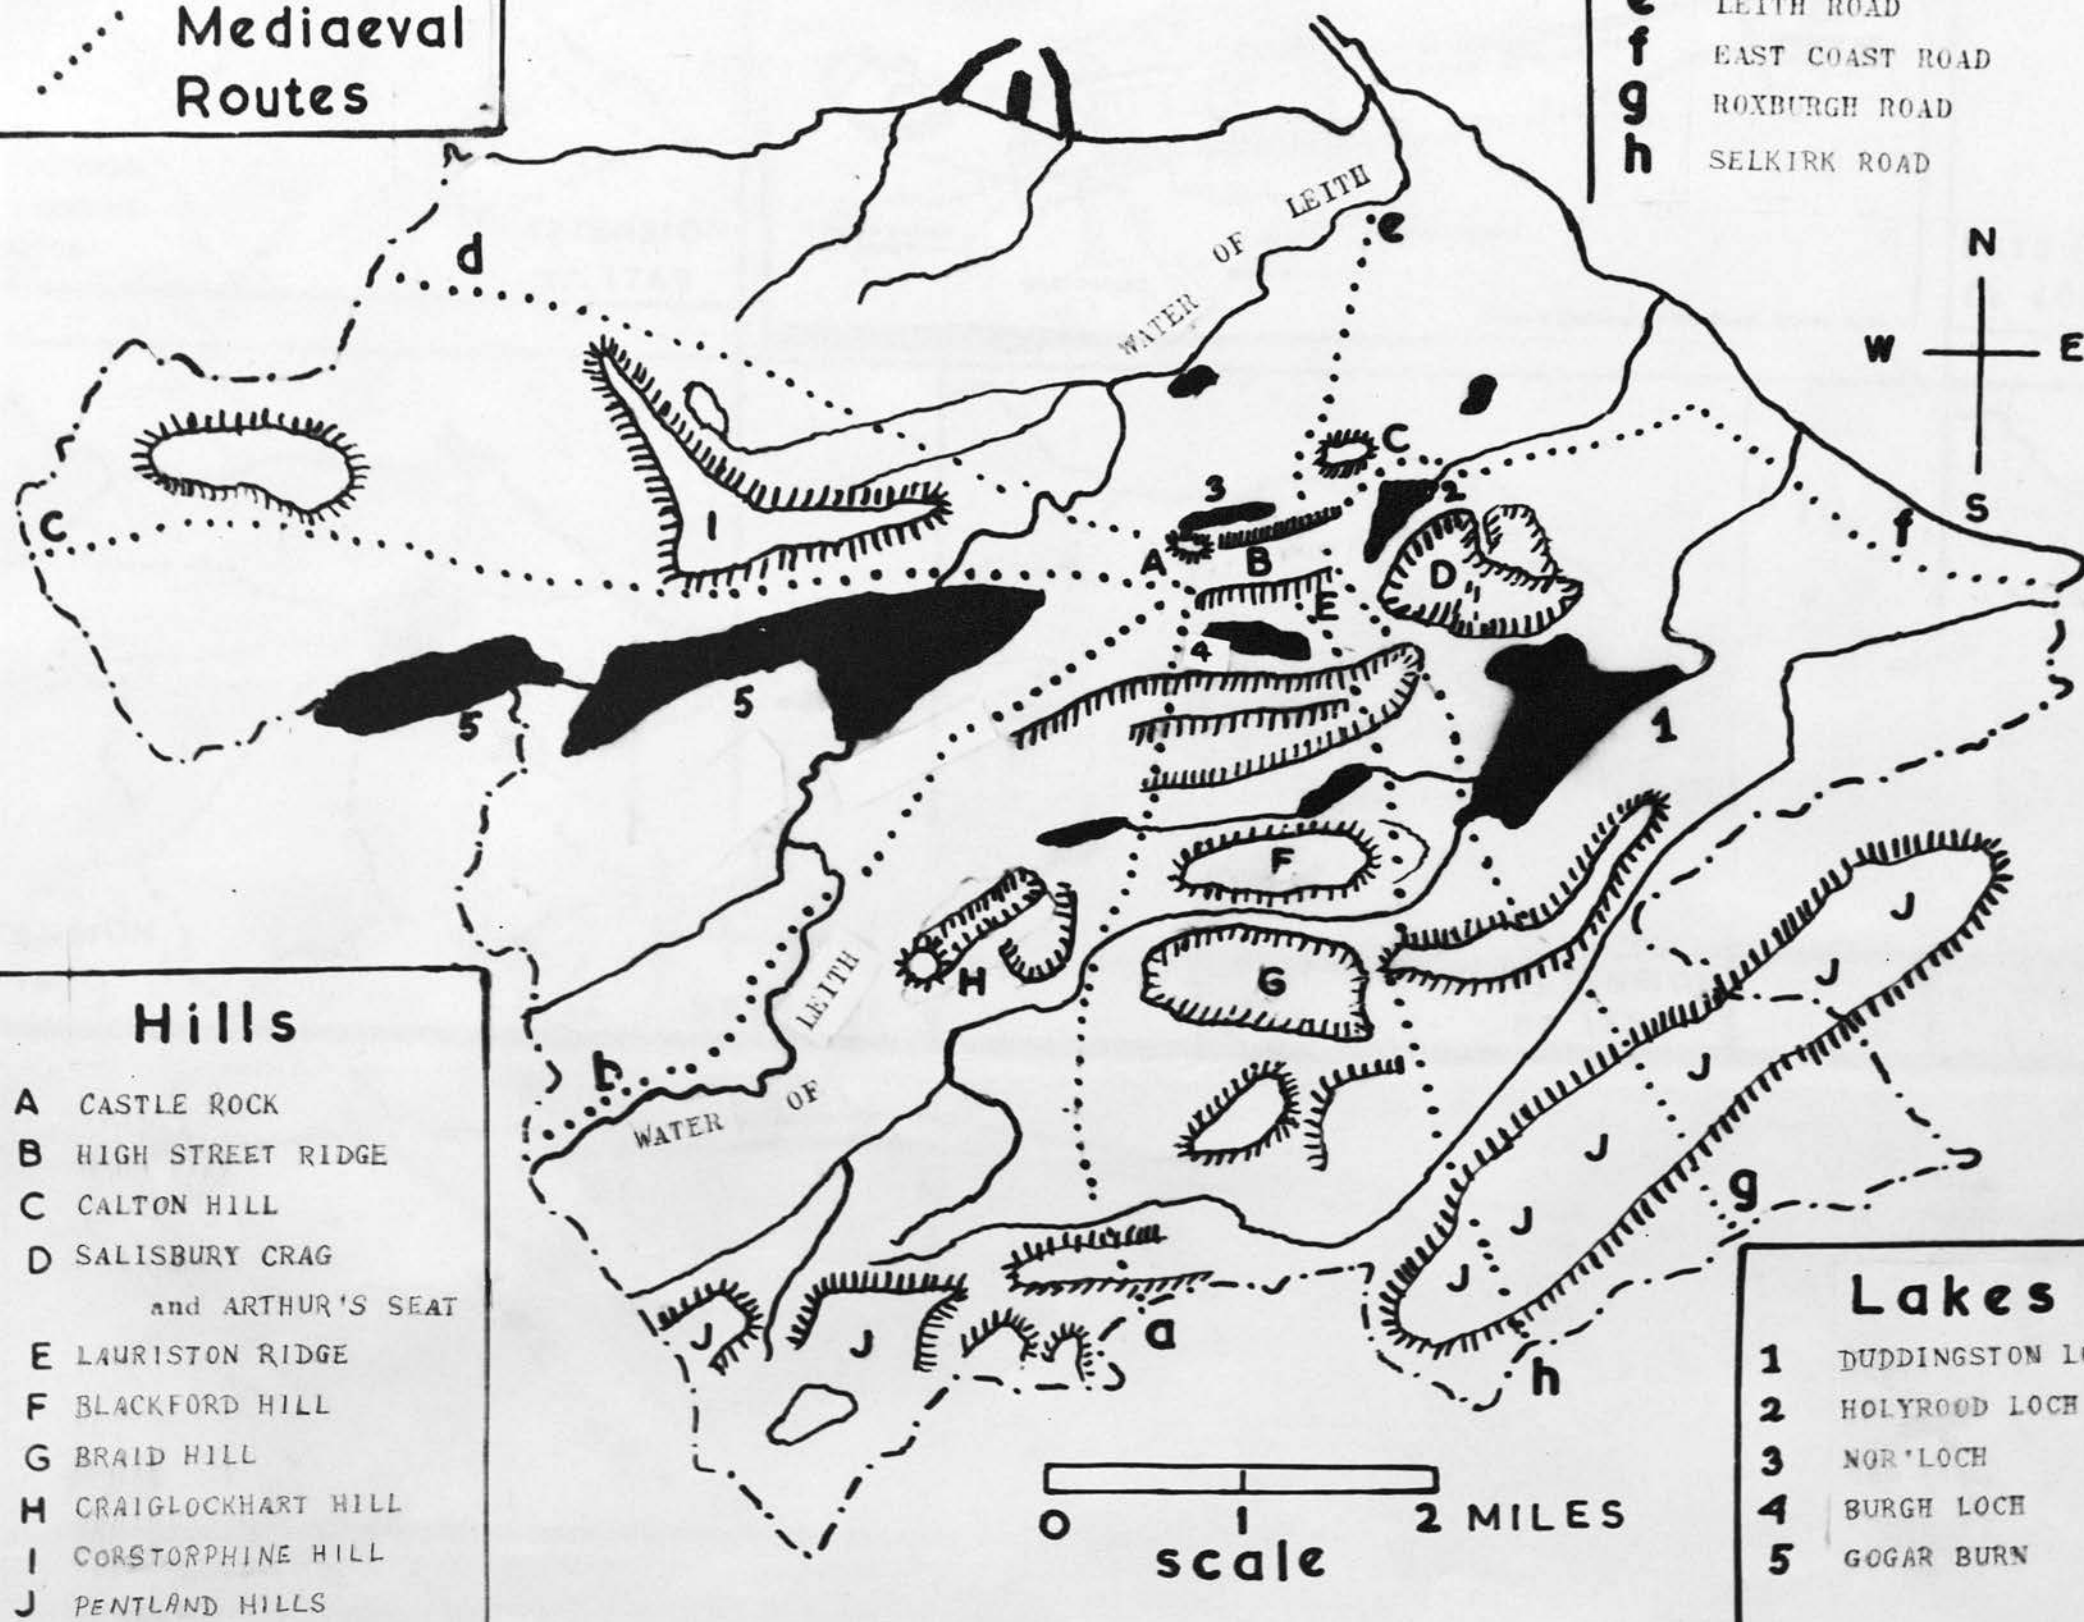 Mediaeval
Routes
LEITH ROAD
f EAST COAST ROAD
g ROXBURGH ROAD
h SELKIRK ROAD
N
W E
S
WATER OF LEITH
d
e
c
C
3
2
f
I
A
B
D
E
4
5
5
1
F
H
G
J
J
J
J
J
J
b
WATER OF LEITH
g
J
J
a
h
Hills
A CASTLE ROCK
B HIGH STREET RIDGE
C CALTON HILL
D SALISBURY CRAG
and ARTHUR'S SEAT
E LAURISTON RIDGE
F BLACKFORD HILL
G BRAID HILL
H CRAIGLOCKHART HILL
I CORSTORPHINE HILL
J PENTLAND HILLS
0 1 2 MILES
scale
Lakes
1 DUDDINGSTON
2 HOLYROOD LOCH
3 NOR'LOCH
4 BURGH LOCH
5 GOGAR BURN